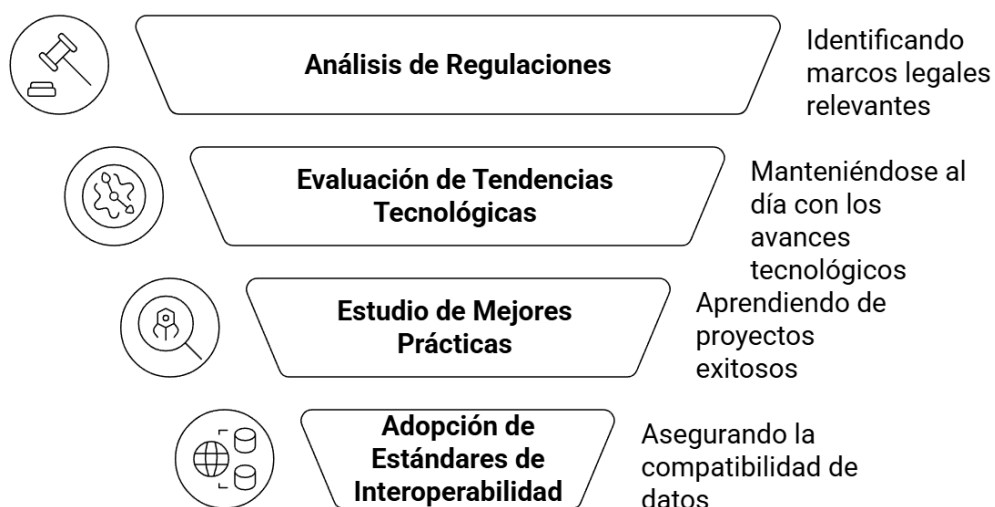 Análisis de Regulaciones
Identificando
marcos legales
relevantes
Evaluación de Tendencias
Tecnológicas
Manteniéndose al
día con los
avances
tecnológicos
Estudio de Mejores
Prácticas
Aprendiendo de
proyectos
exitosos
Adopción de
Estándares de
Interoperabilidad
Asegurando la
compatibilidad de
datos